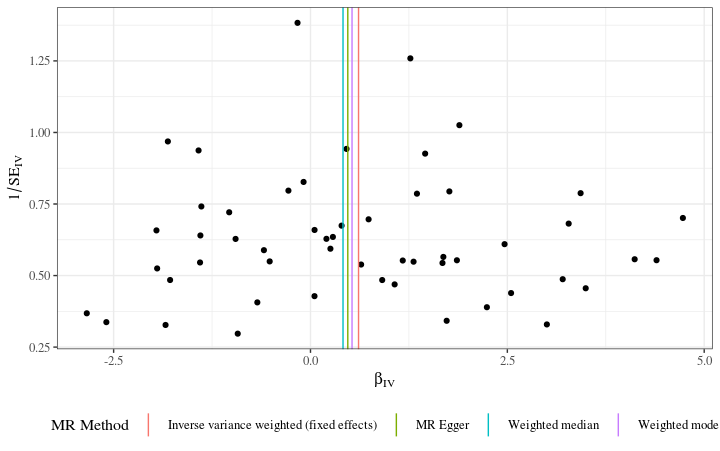 1.25
1.00
0.75
0.50
0.25
1/SE_IV
-2.5 0.0 2.5 5.0
β_IV
MR Method Inverse variance weighted (fixed effects) MR Egger Weighted median Weighted mode